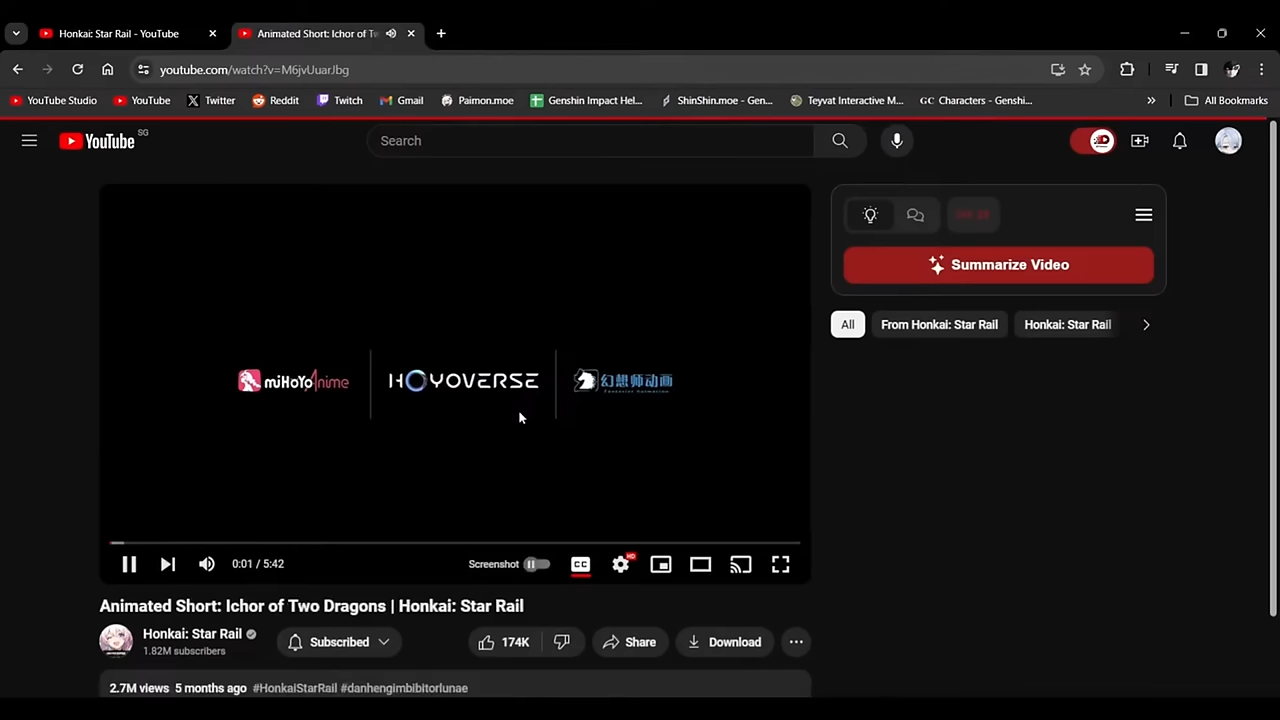 Honkai: Star Rail - YouTube
Animated Short: Ichor of Tw
youtube.com/watch?v=M6jvUuarJbg
YouTube Studio
YouTube
Twitter
Reddit
Twitch
Gmail
Paimon.moe
Genshin Impact Hel...
ShinShin.moe - Gen...
Teyvat Interactive M...
GC Characters - Genshi...
All Bookmarks
YouTube SG
Search
Summarize Video
All
From Honkai: Star Rail
Honkai: Star Rail
miHoYo Anime
HOYOVERSE
幻想师动画
0:01 / 5:42
Screenshot
CC
HD
Animated Short: Ichor of Two Dragons | Honkai: Star Rail
Honkai: Star Rail
1.82M subscribers
Subscribed
174K
Share
Download
2.7M views 5 months ago #HonkaiStarRail #danhengimbibitorlunae